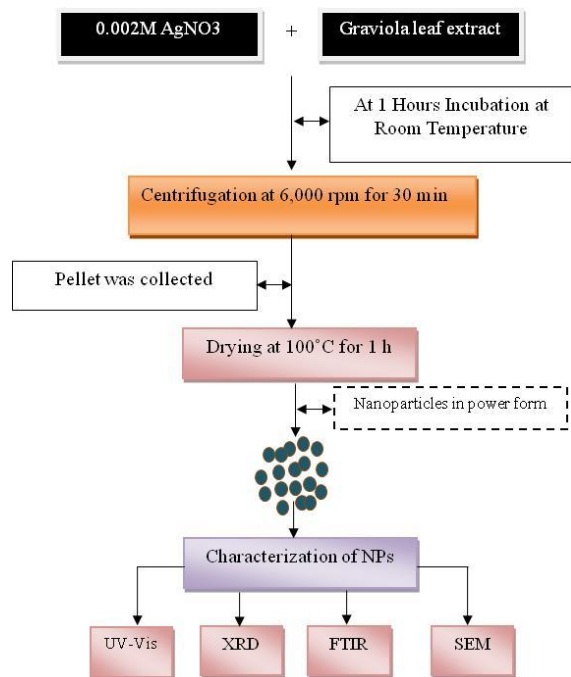 0.002M AgNO3 + Graviola leaf extract
At 1 Hours Incubation at
Room Temperature
Centrifugation at 6,000 rpm for 30 min
Pellet was collected
Drying at 100˚C for 1 h
Nanoparticles in power form
Characterization of NPs
UV-Vis XRD FTIR SEM